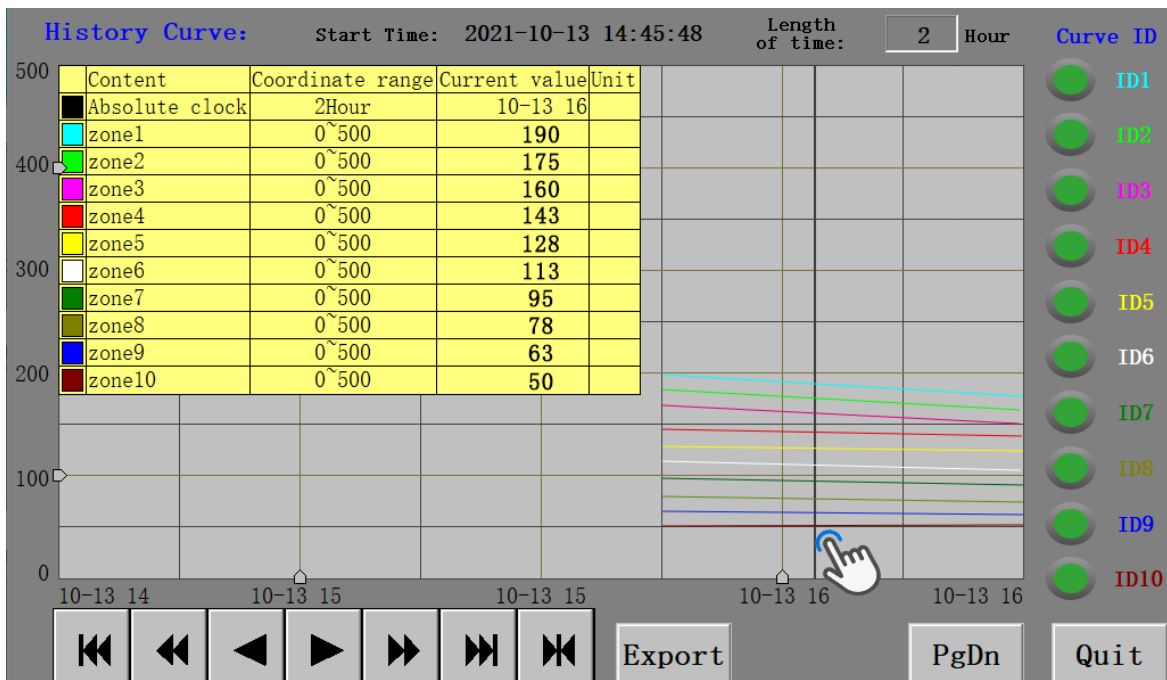 History Curve: Start Time: 2021-10-13 14:45:48 Length of time: 2 Hour Curve ID
500
Content Coordinate range Current value Unit
Absolute clock 2Hour 10-13 16
zone1 0~500 190
400 zone2 0~500 175
zone3 0~500 160
zone4 0~500 143
zone5 0~500 128
300 zone6 0~500 113
zone7 0~500 95
zone8 0~500 78
zone9 0~500 63
200 zone10 0~500 50
100
0
10-13 14 10-13 15 10-13 15 10-13 16 10-13 16
ID1
ID2
ID3
ID4
ID5
ID6
ID7
ID8
ID9
ID10
Export PgDn Quit